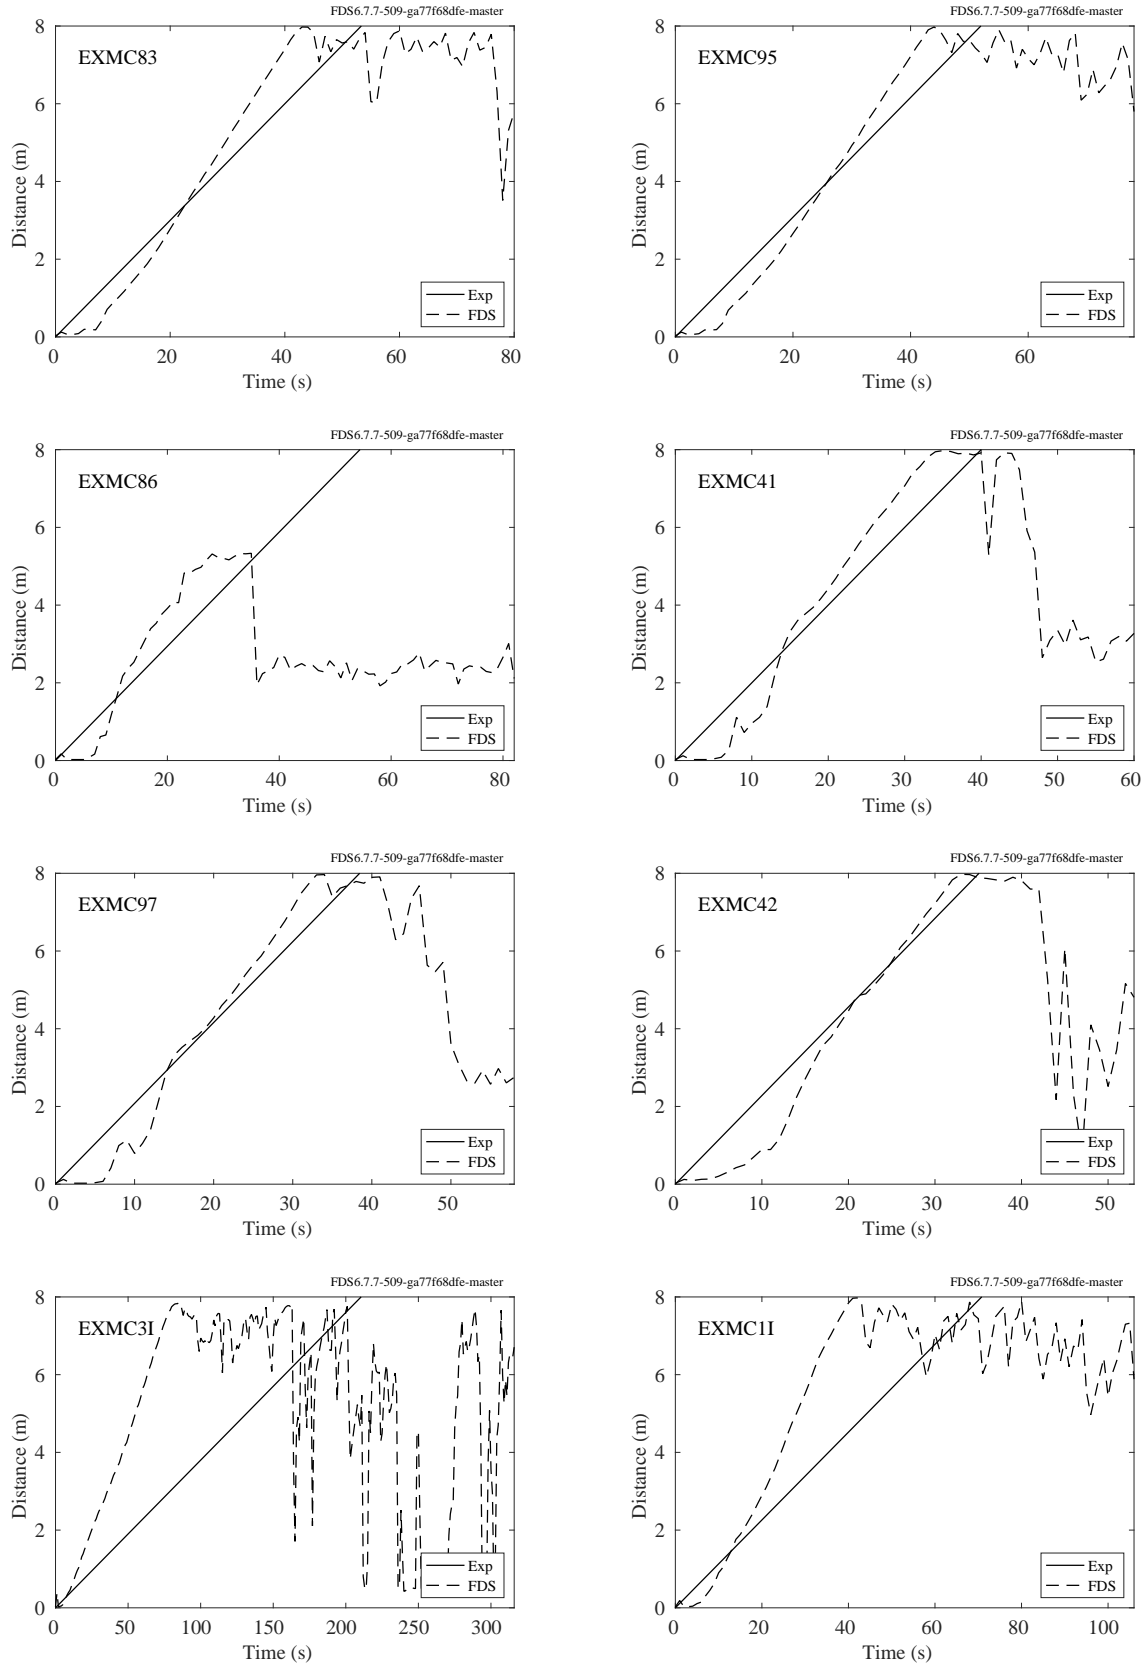 FDS6.7.7-509-ga77f68dfe-master
EXMC83
Distance (m)
8
6
4
2
0
0 20 40 60 80
Time (s)
Exp
FDS
FDS6.7.7-509-ga77f68dfe-master
EXMC95
Distance (m)
8
6
4
2
0
0 20 40 60
Time (s)
Exp
FDS
FDS6.7.7-509-ga77f68dfe-master
EXMC86
Distance (m)
8
6
4
2
0
0 20 40 60 80
Time (s)
Exp
FDS
FDS6.7.7-509-ga77f68dfe-master
EXMC41
Distance (m)
8
6
4
2
0
0 10 20 30 40 50 60
Time (s)
Exp
FDS
FDS6.7.7-509-ga77f68dfe-master
EXMC97
Distance (m)
8
6
4
2
0
0 10 20 30 40 50
Time (s)
Exp
FDS
FDS6.7.7-509-ga77f68dfe-master
EXMC42
Distance (m)
8
6
4
2
0
0 10 20 30 40 50
Time (s)
Exp
FDS
FDS6.7.7-509-ga77f68dfe-master
EXMC3I
Distance (m)
8
6
4
2
0
0 50 100 150 200 250 300
Time (s)
Exp
FDS
FDS6.7.7-509-ga77f68dfe-master
EXMC1I
Distance (m)
8
6
4
2
0
0 20 40 60 80 100
Time (s)
Exp
FDS